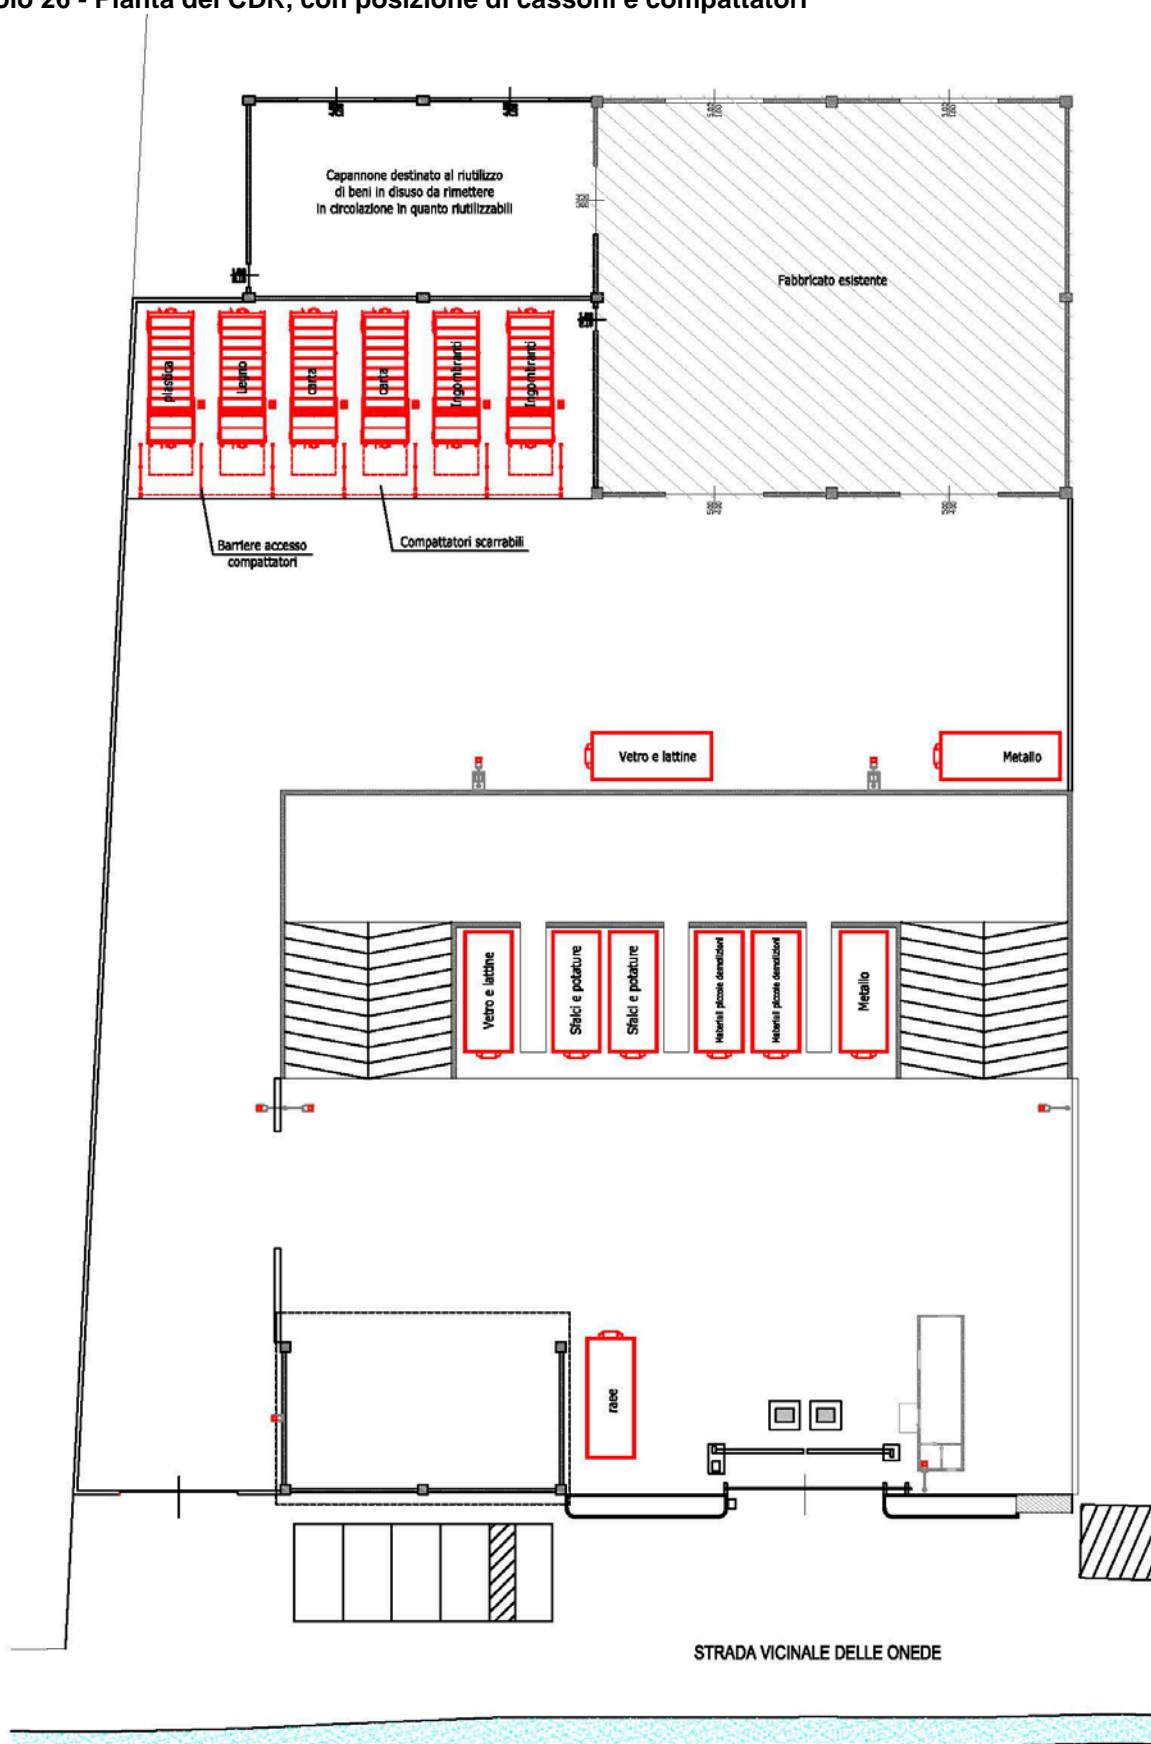 olo 26 - Pianta del CDR, con posizione di cassoni e compattatori
Capannone destinato al riutilizzo
di beni in disuso da rimettere
in circolazione in quanto riutilizzabili
Fabbricato esistente
plastica
Legno
carta
carta
Ingombranti
Ingombranti
Barriere accesso
compattatori
Compattatori scarrabili
Vetro e lattine
Metallo
Vetro e lattine
Sfalci e potature
Sfalci e potature
Materiali piccole demolizioni
Materiali piccole demolizioni
Metallo
raee
STRADA VICINALE DELLE ONEDE